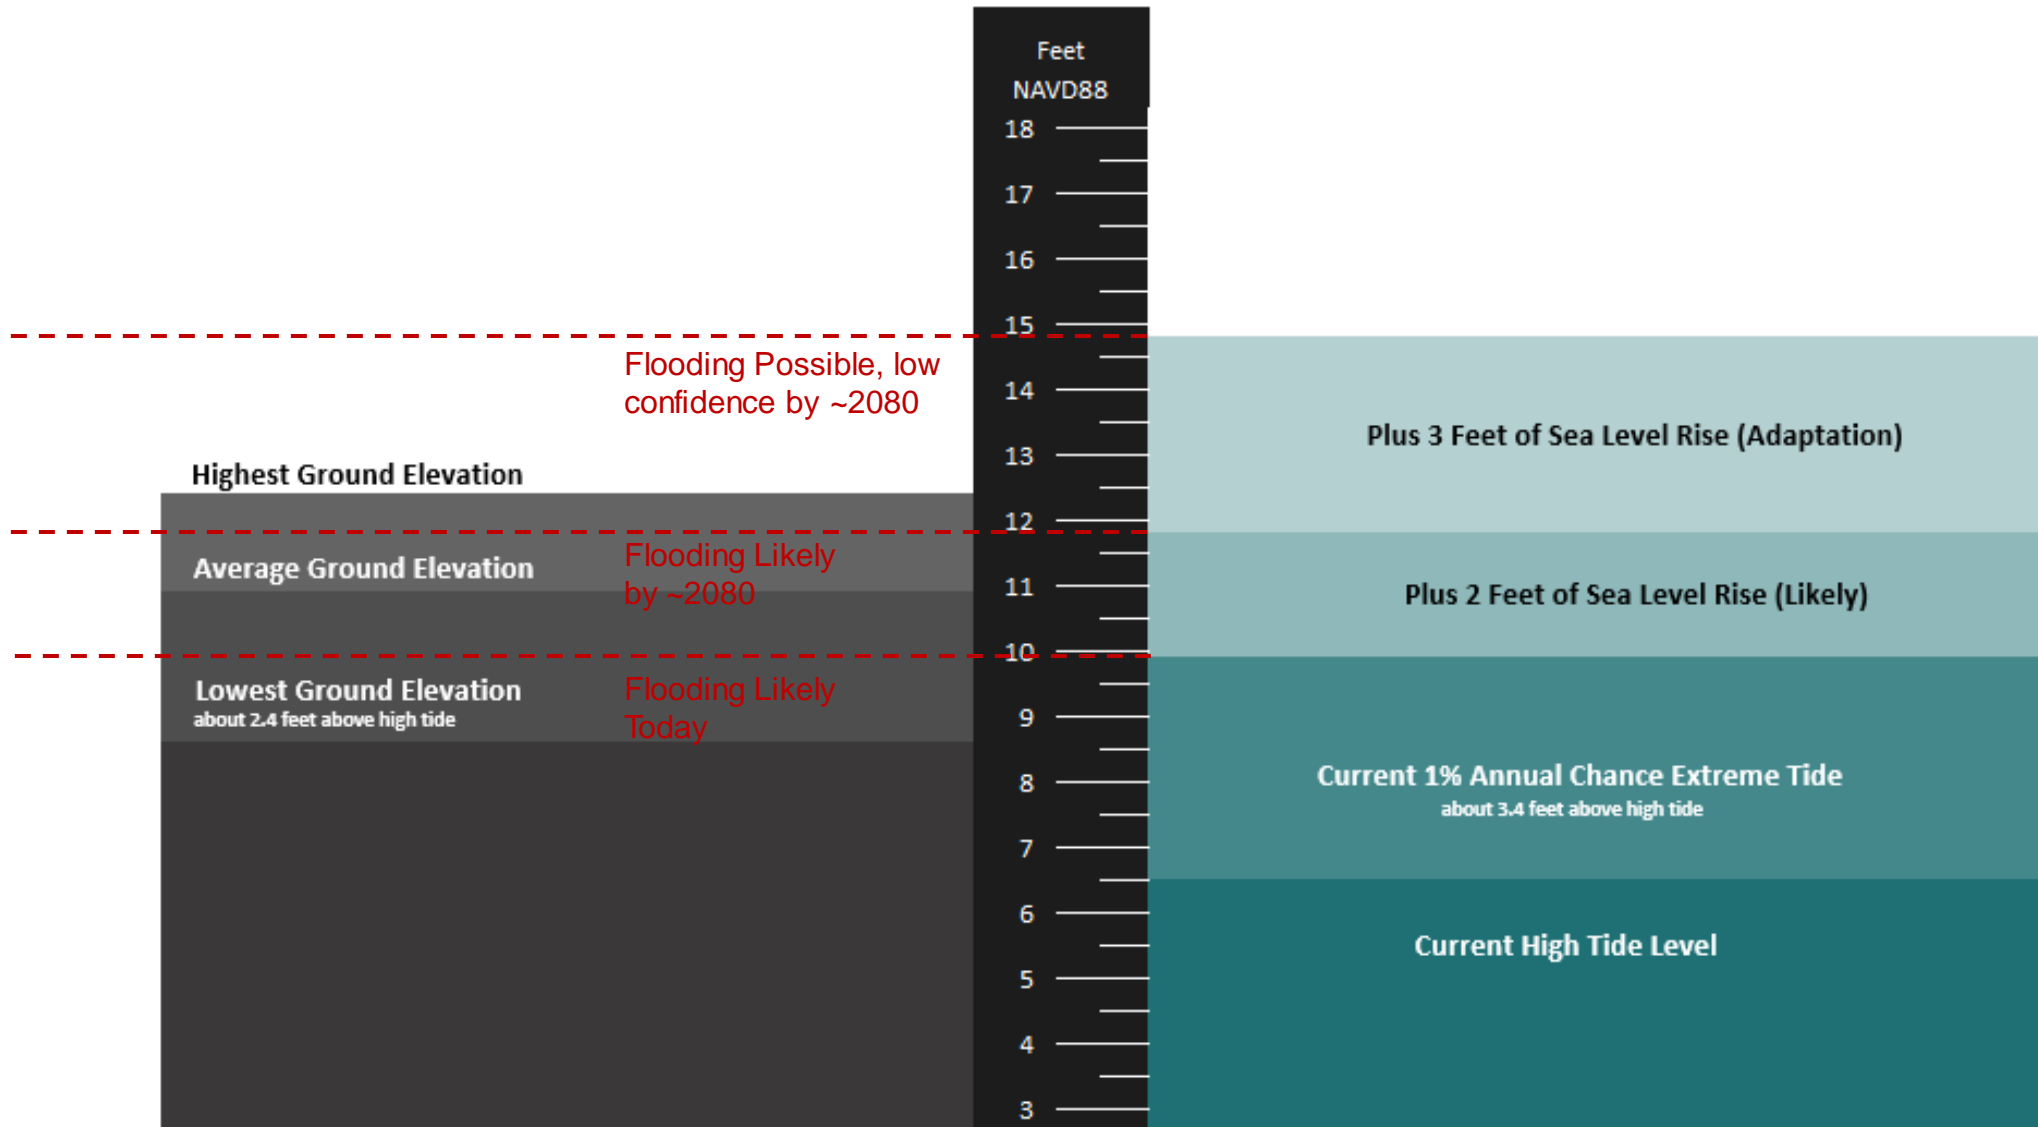 Feet
NAVD88
18
17
16
15
14
13
12
11
10
9
8
7
6
5
4
3
Flooding Possible, low
confidence by ~2080
Highest Ground Elevation
Average Ground Elevation
Flooding Likely
by ~2080
Lowest Ground Elevation
about 2.4 feet above high tide
Flooding Likely
Today
Plus 3 Feet of Sea Level Rise (Adaptation)
Plus 2 Feet of Sea Level Rise (Likely)
Current 1% Annual Chance Extreme Tide
about 3.4 feet above high tide
Current High Tide Level